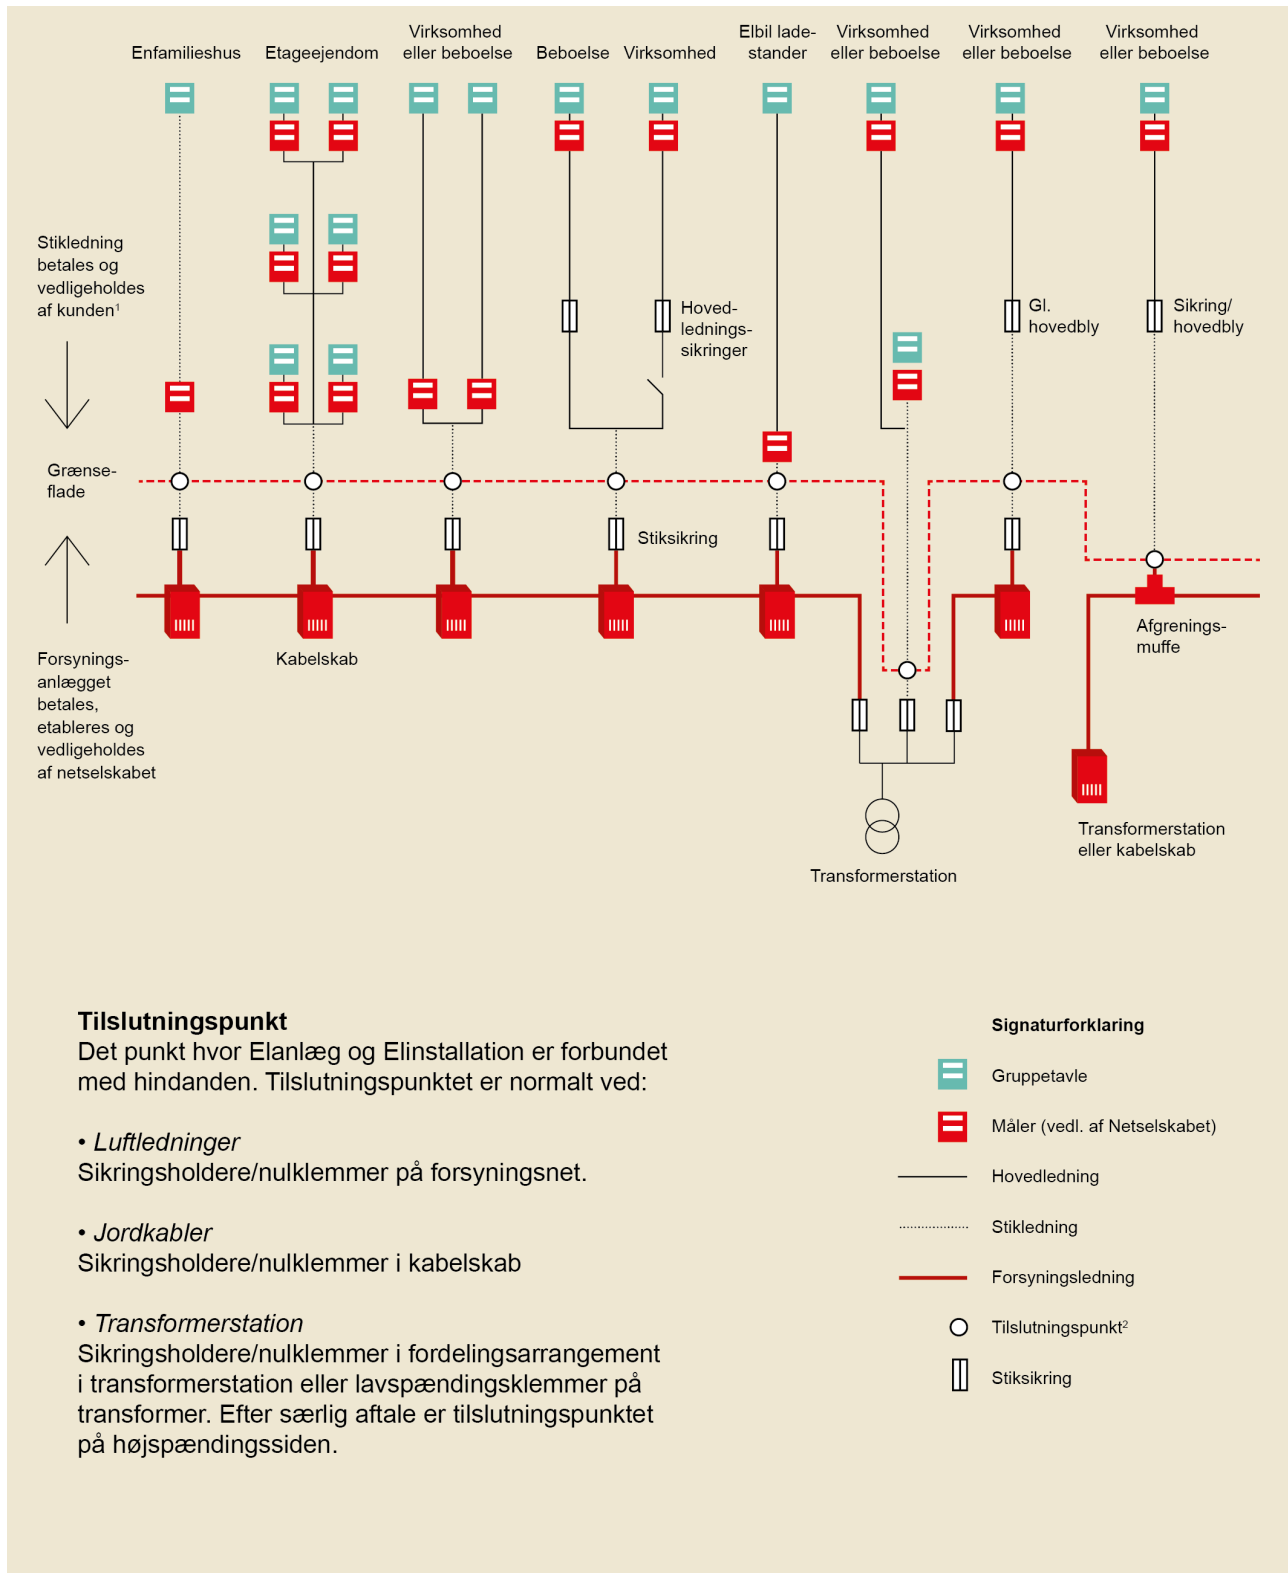 Enfamilieshus
Etageejendom
Virksomhed
eller beboelse
Beboelse
Virksomhed
Elbil lade-
stander
Virksomhed
eller beboelse
Virksomhed
eller beboelse
Virksomhed
eller beboelse
Stikledning
betales og
vedligeholdes
af kunden¹
Hoved-
lednings-
sikringer
Gl.
hovedbly
Sikring/
hovedbly
Grænse-
flade
Stiksikring
Forsynings-
anlægget
betales,
etableres og
vedligeholdes
af netselskabet
Kabelskab
Afgrenings-
muffe
Transformerstation
Transformerstation
eller kabelskab
Tilslutningspunkt
Det punkt hvor Elanlæg og Elinstallation er forbundet
med hindanden. Tilslutningspunktet er normalt ved:
• Luftledninger
Sikringsholdere/nulklemmer på forsyningsnet.
• Jordkabler
Sikringsholdere/nulklemmer i kabelskab
• Transformerstation
Sikringsholdere/nulklemmer i fordelingsarrangement
i transformerstation eller lavspændingsklemmer på
transformer. Efter særlig aftale er tilslutningspunktet
på højspændingssiden.
Signaturforklaring
Gruppetavle
Måler (vedl. af Netselskabet)
Hovedledning
Stikledning
Forsyningsledning
Tilslutningspunkt²
Stiksikring